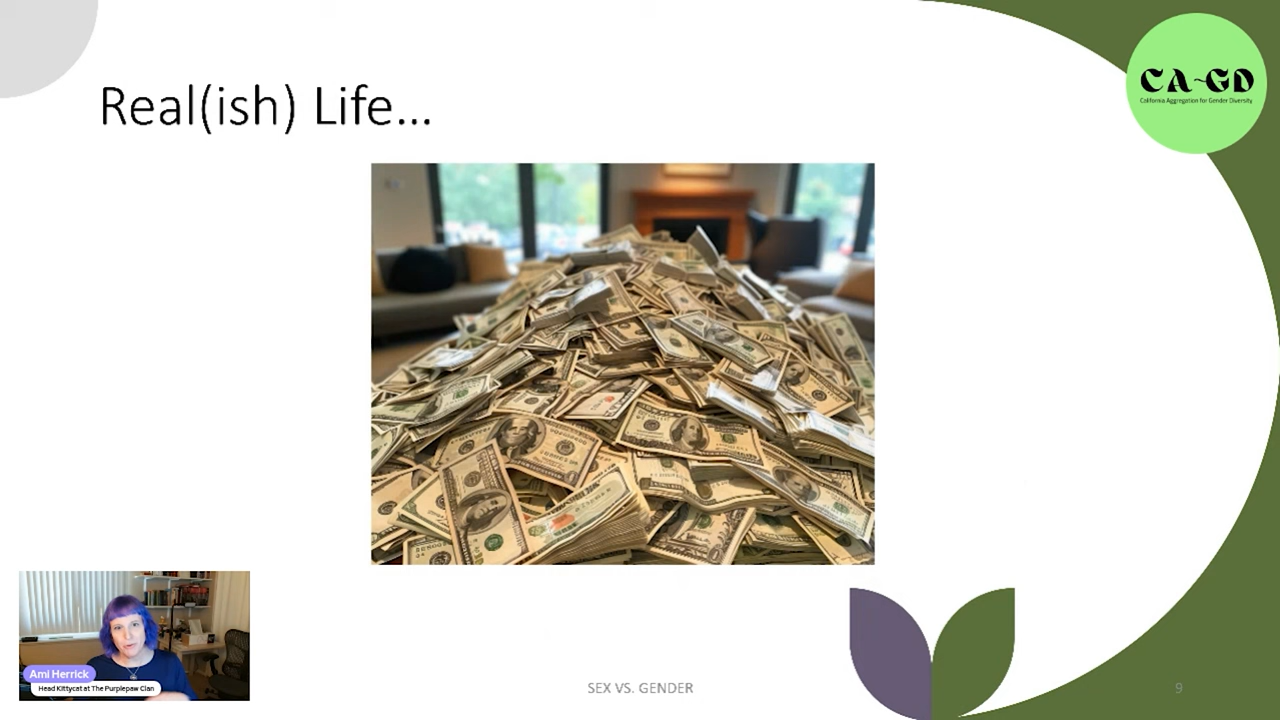 CA~GD
California Aggregation for Gender Diversity
Real(ish) Life...
Ami Herrick
Head Kittycat at The Purplepaw Clan
SEX VS. GENDER
9